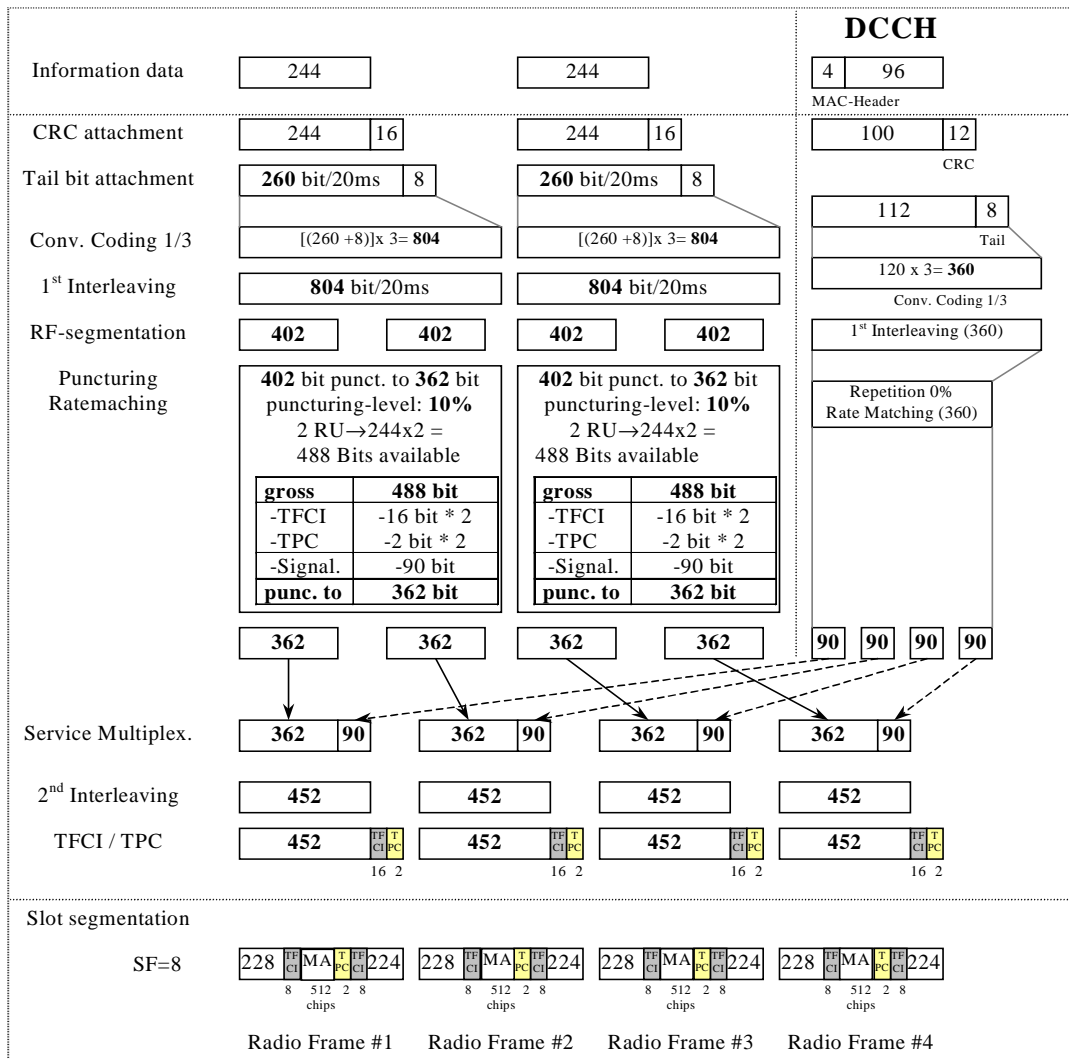 DCCH
Information data 244 244 4 96
MAC-Header
CRC attachment 244 16 244 16 100 12
CRC
Tail bit attachment 260 bit/20ms 8 260 bit/20ms 8
112 8
Tail
Conv. Coding 1/3 [(260 +8)]x 3= 804 [(260 +8)]x 3= 804
120 x 3= 360
Conv. Coding 1/3
1st Interleaving 804 bit/20ms 804 bit/20ms
RF-segmentation 402 402 402 402 1st Interleaving (360)
Puncturing
Ratemaching
402 bit punct. to 362 bit
puncturing-level: 10%
2 RU→244x2 =
488 Bits available
gross 488 bit
-TFCI -16 bit * 2
-TPC -2 bit * 2
-Signal. -90 bit
punc. to 362 bit
402 bit punct. to 362 bit
puncturing-level: 10%
2 RU→244x2 =
488 Bits available
gross 488 bit
-TFCI -16 bit * 2
-TPC -2 bit * 2
-Signal. -90 bit
punc. to 362 bit
Repetition 0%
Rate Matching (360)
362 362 362 362 90 90 90 90
Service Multiplex. 362 90 362 90 362 90 362 90
2nd Interleaving 452 452 452 452
TFCI / TPC 452 TF CI T PC 452 TF CI T PC 452 TF CI T PC 452 TF CI T PC
16 2 16 2 16 2 16 2
Slot segmentation
SF=8 228 TF CI MA T PC TF CI 224 228 TF CI MA T PC TF CI 224 228 TF CI MA T PC TF CI 224 228 TF CI MA T PC TF CI 224
8 512 2 8 8 512 2 8 8 512 2 8 8 512 2 8
chips chips chips chips
Radio Frame #1 Radio Frame #2 Radio Frame #3 Radio Frame #4